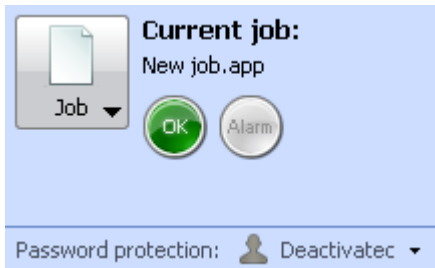 Current job:
New job.app
Job
OK
Alarm
Password protection: Deactivatec